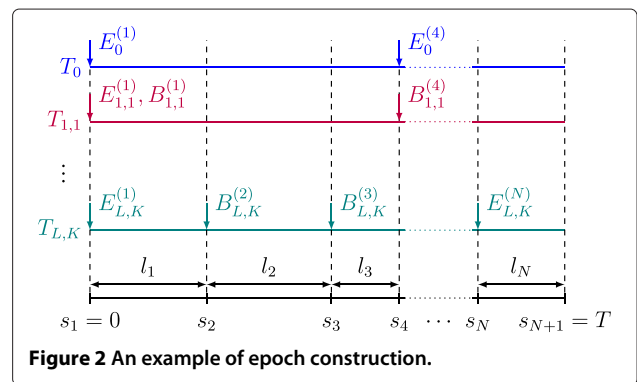 E_0^{(1)} E_0^{(4)}
T_0
E_{1,1}^{(1)}, B_{1,1}^{(1)} B_{1,1}^{(4)}
T_{1,1}
⋮
E_{L,K}^{(1)} B_{L,K}^{(2)} B_{L,K}^{(3)} E_{L,K}^{(N)}
T_{L,K}
l_1 l_2 l_3 l_N
s_1 = 0 s_2 s_3 s_4 ⋯ s_N s_{N+1} = T
Figure 2 An example of epoch construction.